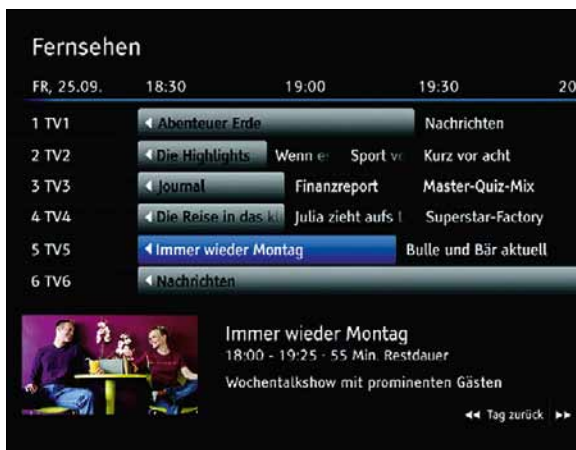 Fernsehen
FR, 25.09. 18:30 19:00 19:30 20
1 TV1 Abenteuer Erde Nachrichten
2 TV2 Die Highlights Wenn e Sport vo Kurz vor acht
3 TV3 Journal Finanzreport Master-Quiz-Mix
4 TV4 Die Reise in das kl Julia zieht aufs Superstar-Factory
5 TV5 Immer wieder Montag Bulle und Bär aktuell
6 TV6 Nachrichten
Immer wieder Montag
18:00 - 19:25 · 55 Min. Restdauer
Wochentalkshow mit prominenten Gästen
Tag zurück